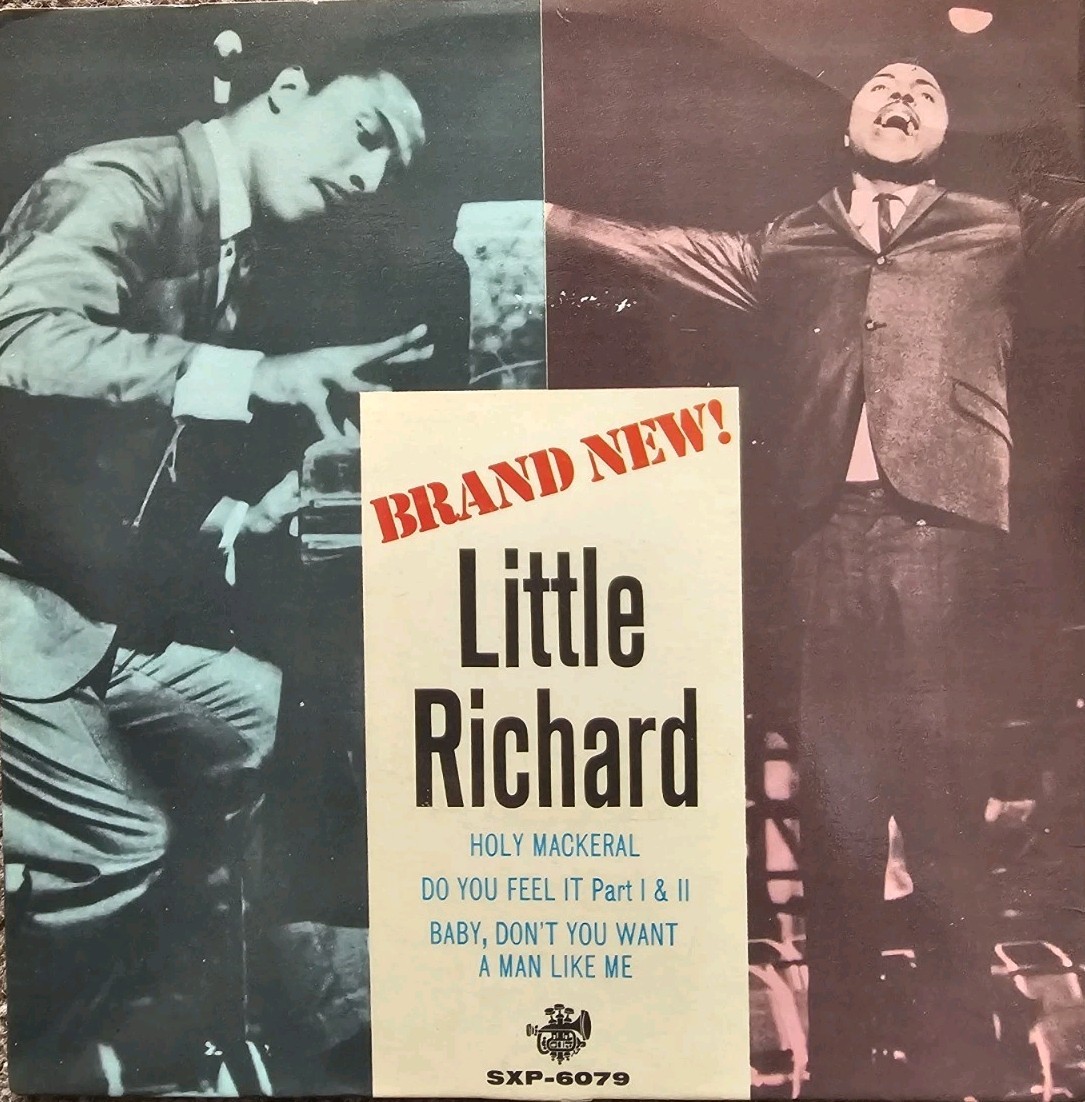 BRAND NEW!
Little
Richard
HOLY MACKERAL
DO YOU FEEL IT Part I & II
BABY, DON'T YOU WANT
A MAN LIKE ME
SXP-6079